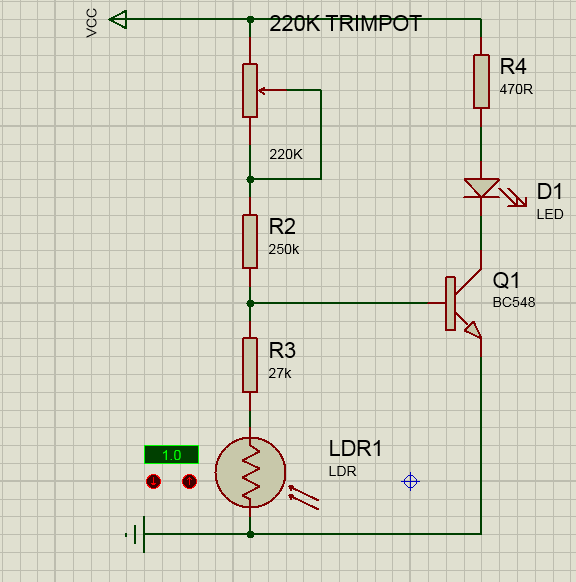 VCC
220K TRIMPOT
220K
R4
470R
D1
LED
R2
250k
Q1
BC548
R3
27k
1.0
LDR1
LDR